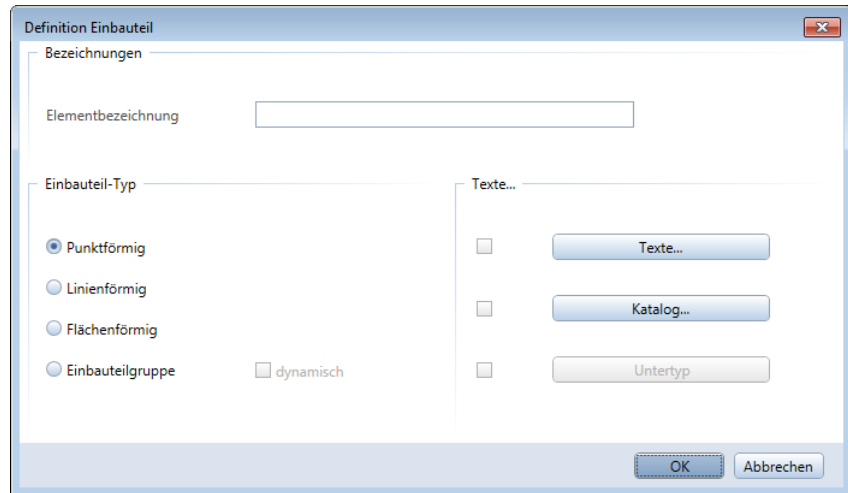 Definition Einbauteil
Bezeichnungen
Elementbezeichnung
Einbauteil-Typ
Texte...
Punktförmig
Texte...
Linienförmig
Katalog...
Flächenförmig
Einbauteilgruppe
dynamisch
Untertyp
OK
Abbrechen